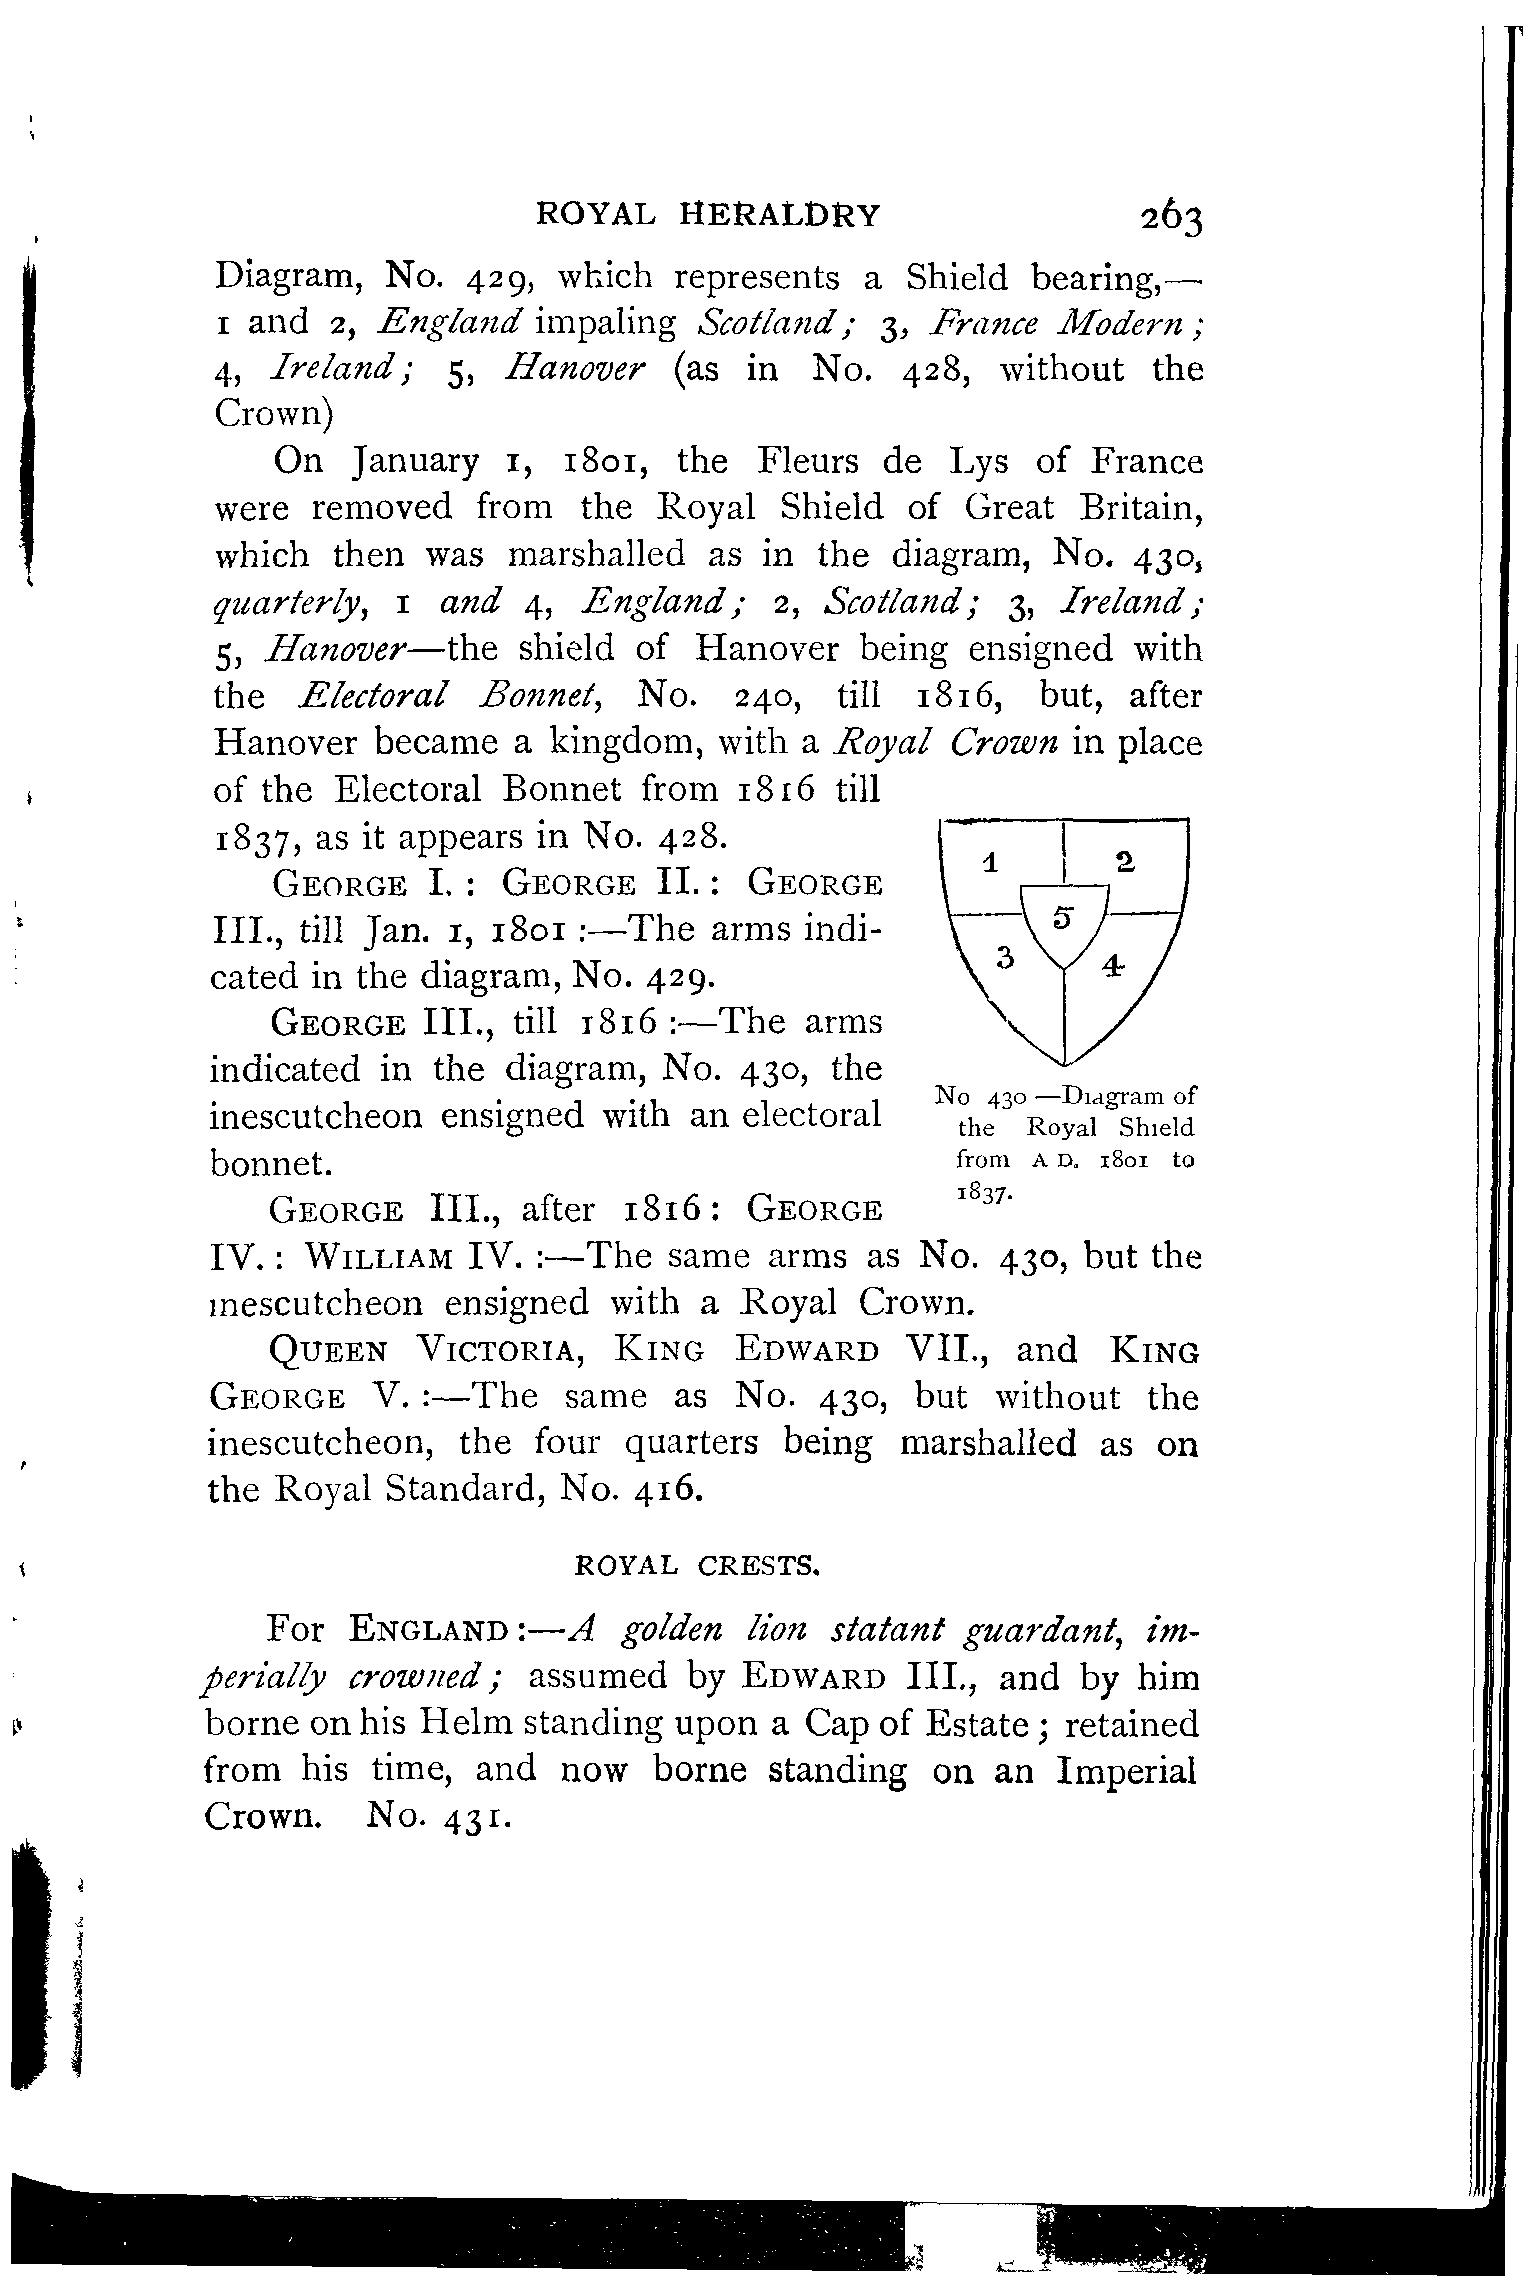 ROYAL HERALDRY 263
Diagram, No. 429, which represents a Shield bearing,—
1 and 2, England impaling Scotland; 3, France Modern;
4, Ireland; 5, Hanover (as in No. 428, without the
Crown)
On January 1, 1801, the Fleurs de Lys of France
were removed from the Royal Shield of Great Britain,
which then was marshalled as in the diagram, No. 430,
quarterly, 1 and 4, England; 2, Scotland; 3, Ireland;
5, Hanover—the shield of Hanover being ensigned with
the Electoral Bonnet, No. 240, till 1816, but, after
Hanover became a kingdom, with a Royal Crown in place
of the Electoral Bonnet from 1816 till
1837, as it appears in No. 428.
GEORGE I. : GEORGE II. : GEORGE
III., till Jan. 1, 1801 :—The arms indi-
cated in the diagram, No. 429.
GEORGE III., till 1816 :—The arms
indicated in the diagram, No. 430, the
inescutcheon ensigned with an electoral
bonnet.
1 2
5
3 4
No 430 —Diagram of
the Royal Shield
from A D. 1801 to
1837.
GEORGE III., after 1816 : GEORGE
IV. : WILLIAM IV. :—The same arms as No. 430, but the
inescutcheon ensigned with a Royal Crown.
QUEEN VICTORIA, KING EDWARD VII., and KING
GEORGE V. :—The same as No. 430, but without the
inescutcheon, the four quarters being marshalled as on
the Royal Standard, No. 416.
ROYAL CRESTS.
For ENGLAND :—A golden lion statant guardant, im-
perially crowned; assumed by EDWARD III., and by him
borne on his Helm standing upon a Cap of Estate; retained
from his time, and now borne standing on an Imperial
Crown. No. 431.